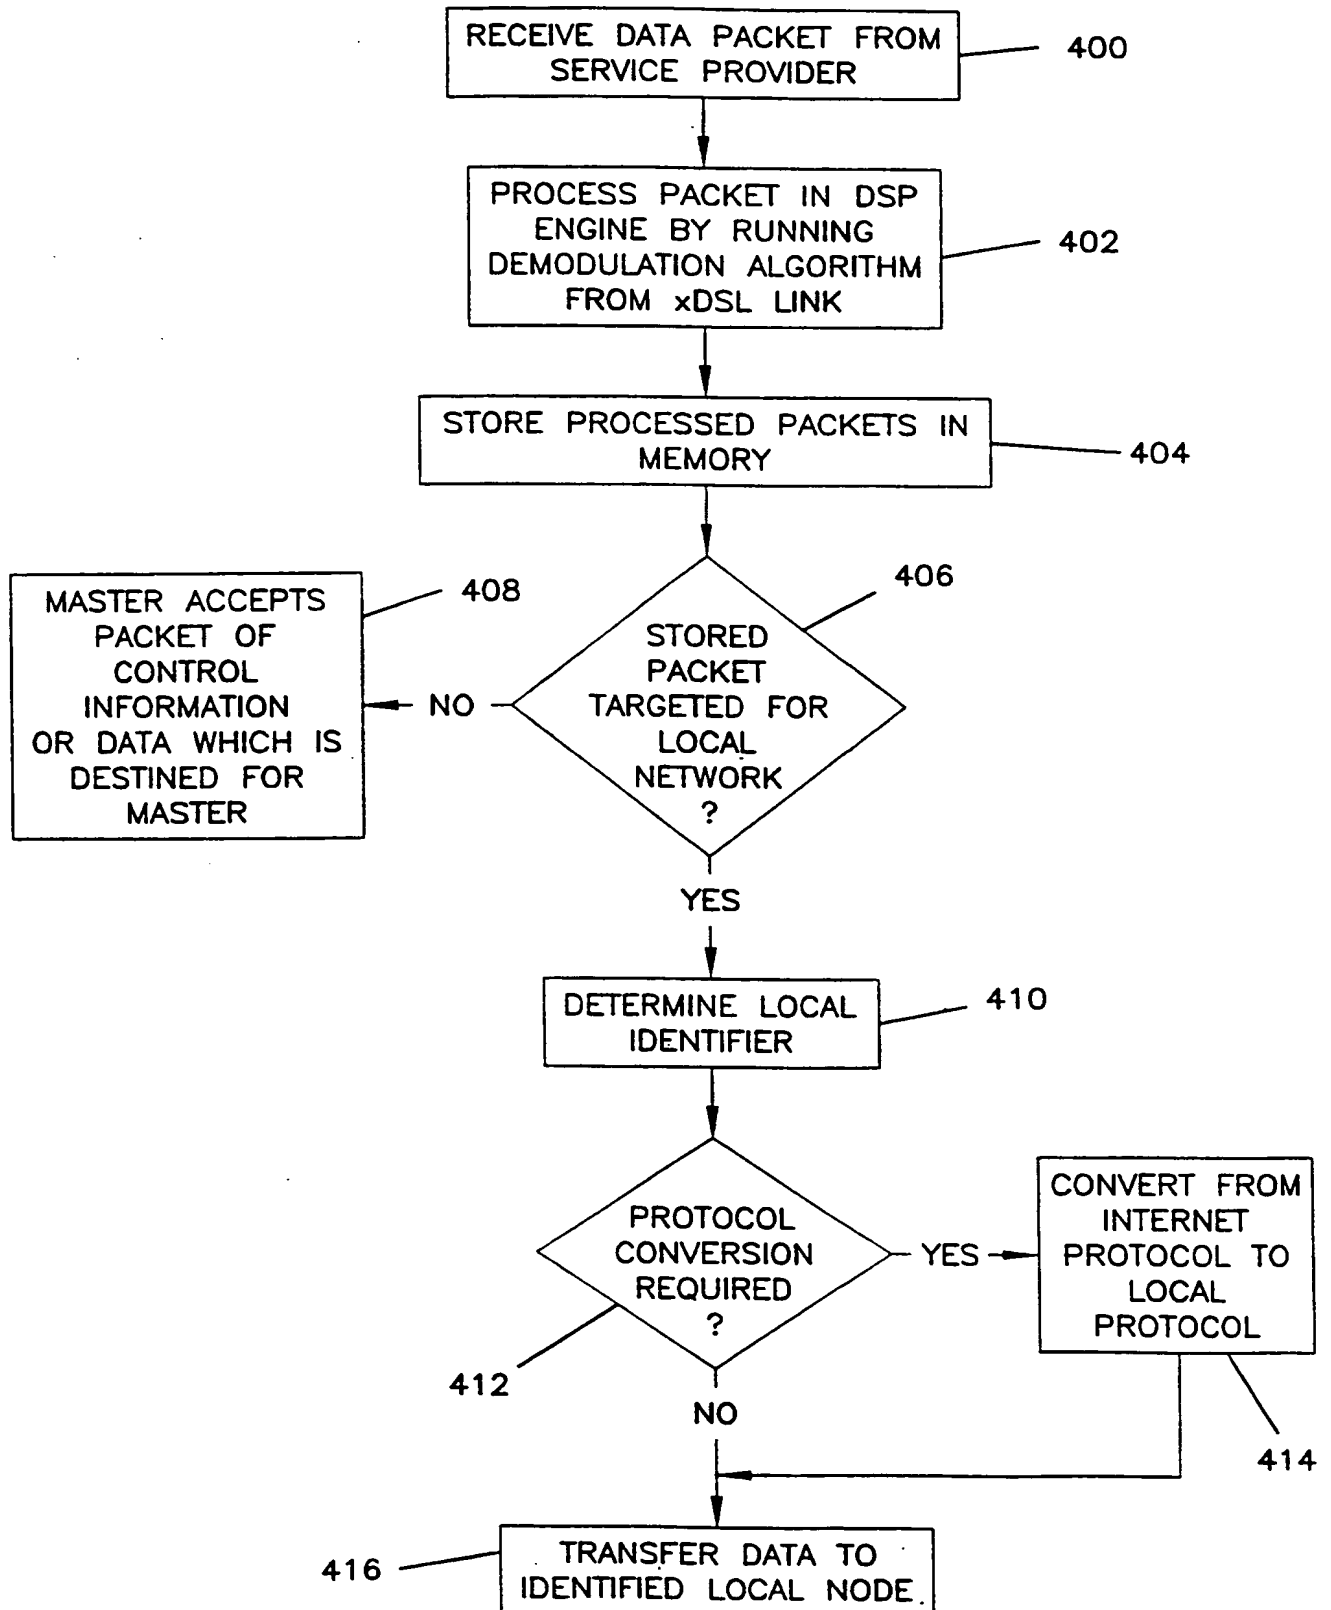 RECEIVE DATA PACKET FROM
SERVICE PROVIDER
400
PROCESS PACKET IN DSP
ENGINE BY RUNNING
DEMODULATION ALGORITHM
FROM xDSL LINK
402
STORE PROCESSED PACKETS IN
MEMORY
404
406
STORED
PACKET
TARGETED FOR
LOCAL
NETWORK
?
NO
408
MASTER ACCEPTS
PACKET OF
CONTROL
INFORMATION
OR DATA WHICH IS
DESTINED FOR
MASTER
YES
DETERMINE LOCAL
IDENTIFIER
410
PROTOCOL
CONVERSION
REQUIRED
?
412
YES
CONVERT FROM
INTERNET
PROTOCOL TO
LOCAL
PROTOCOL
414
NO
416
TRANSFER DATA TO
IDENTIFIED LOCAL NODE